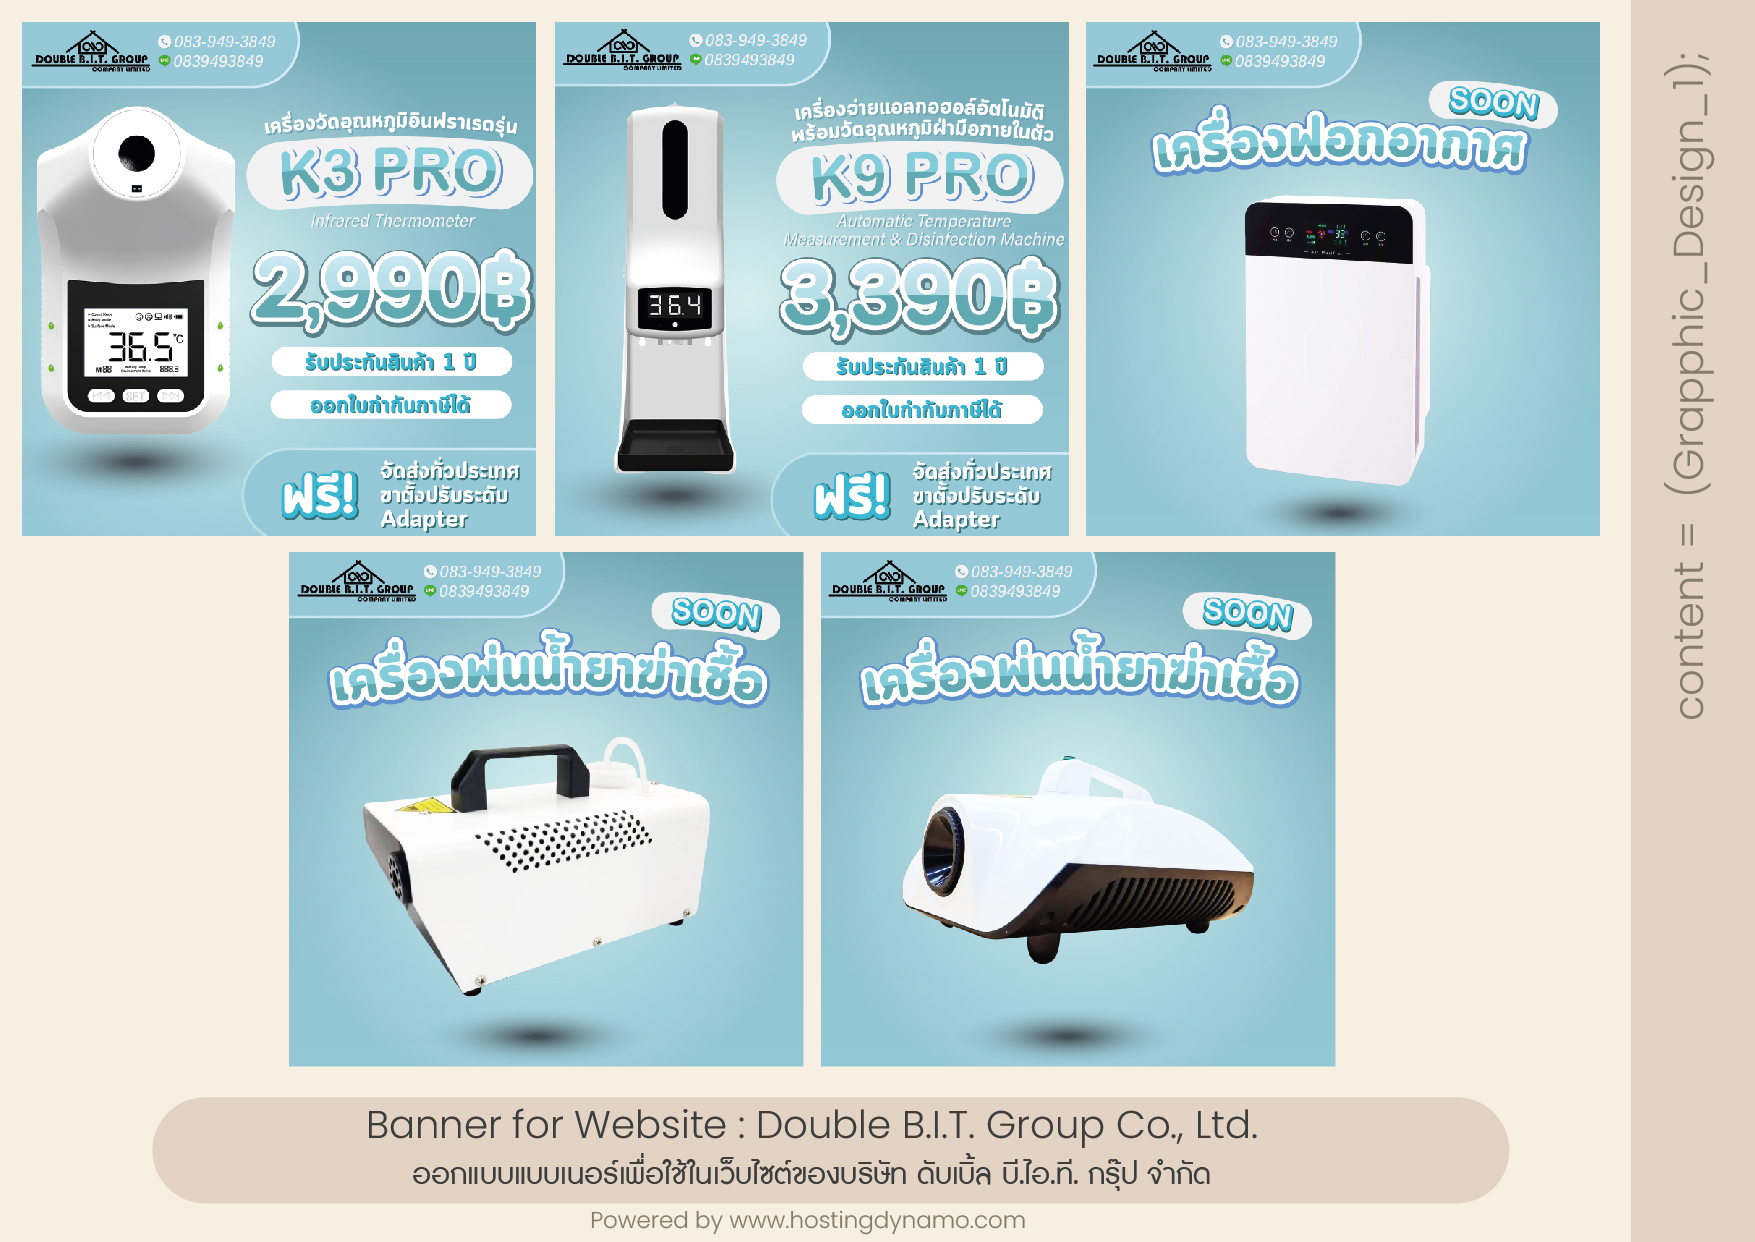 DOUBLE B.I.T. GROUP
COMPANY LIMITED
083-949-3849
0839493849
เครื่องวัดอุณหภูมิอินฟราเรดรุ่น
K3 PRO
Infrared Thermometer
2,990฿
รับประกันสินค้า 1 ปี
ออกใบกำกับภาษีได้
ฟรี!
จัดส่งทั่วประเทศ
ขาตั้งปรับระดับ
Adapter
36.5°C
SET
DOUBLE B.I.T. GROUP
COMPANY LIMITED
083-949-3849
0839493849
เครื่องจ่ายแอลกอฮอล์อัตโนมัติ
พร้อมวัดอุณหภูมิฝ่ามือภายในตัว
K9 PRO
Automatic Temperature
Measurement & Disinfection Machine
3,390฿
36.4
รับประกันสินค้า 1 ปี
ออกใบกำกับภาษีได้
ฟรี!
จัดส่งทั่วประเทศ
ขาตั้งปรับระดับ
Adapter
DOUBLE B.I.T. GROUP
COMPANY LIMITED
083-949-3849
0839493849
SOON
เครื่องฟอกอากาศ
DOUBLE B.I.T. GROUP
COMPANY LIMITED
083-949-3849
0839493849
SOON
เครื่องพ่นน้ำยาฆ่าเชื้อ
DOUBLE B.I.T. GROUP
COMPANY LIMITED
083-949-3849
0839493849
SOON
เครื่องพ่นน้ำยาฆ่าเชื้อ
content = (Grapphic_Design_1);
Banner for Website : Double B.I.T. Group Co., Ltd.
ออกแบบแบบเนอร์เพื่อใช้ในเว็บไซต์ของบริษัท ดับเบิ้ล บี.ไอ.ที. กรุ๊ป จำกัด
Powered by www.hostingdynamo.com